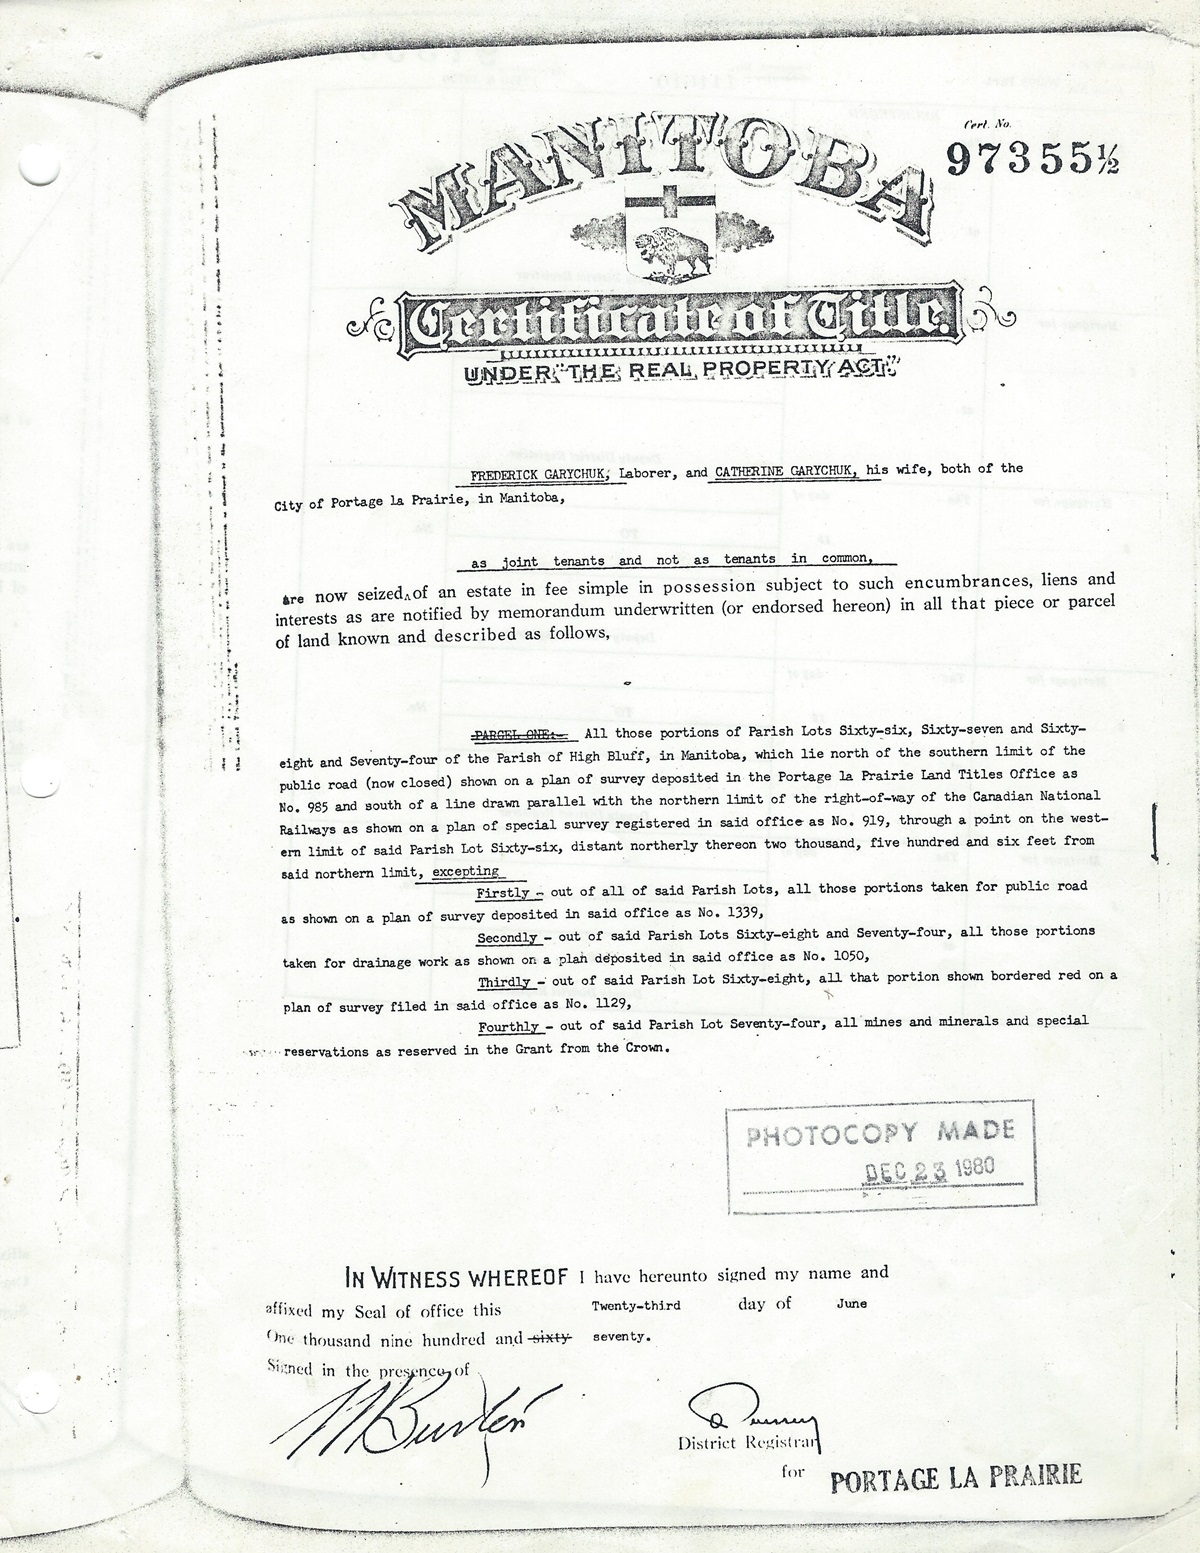 Cert. No.
97355½
MANITOBA
Certificate of Title.
UNDER "THE REAL PROPERTY ACT."
FREDERICK GARYCHUK, Laborer, and CATHERINE GARYCHUK, his wife, both of the
City of Portage la Prairie, in Manitoba,
as joint tenants and not as tenants in common,
are now seized ^ of an estate in fee simple in possession subject to such encumbrances, liens and
interests as are notified by memorandum underwritten (or endorsed hereon) in all that piece or parcel
of land known and described as follows,
PARCEL ONE:- All those portions of Parish Lots Sixty-six, Sixty-seven and Sixty-
eight and Seventy-four of the Parish of High Bluff, in Manitoba, which lie north of the southern limit of the
public road (now closed) shown on a plan of survey deposited in the Portage la Prairie Land Titles Office as
No. 985 and south of a line drawn parallel with the northern limit of the right-of-way of the Canadian National
Railways as shown on a plan of special survey registered in said office as No. 919, through a point on the west-
ern limit of said Parish Lot Sixty-six, distant northerly thereon two thousand, five hundred and six feet from
said northern limit, excepting
Firstly - out of all of said Parish Lots, all those portions taken for public road
as shown on a plan of survey deposited in said office as No. 1339,
Secondly - out of said Parish Lots Sixty-eight and Seventy-four, all those portions
taken for drainage work as shown on a plan deposited in said office as No. 1050,
Thirdly - out of said Parish Lot Sixty-eight, all that portion shown bordered red on a
plan of survey filed in said office as No. 1129,
Fourthly - out of said Parish Lot Seventy-four, all mines and minerals and special
reservations as reserved in the Grant from the Crown.
PHOTOCOPY MADE
DEC 23 1980
IN WITNESS WHEREOF I have hereunto signed my name and
affixed my Seal of office this Twenty-third day of June
One thousand nine hundred and sixty seventy.
Signed in the presence of
District Registrar
for PORTAGE LA PRAIRIE